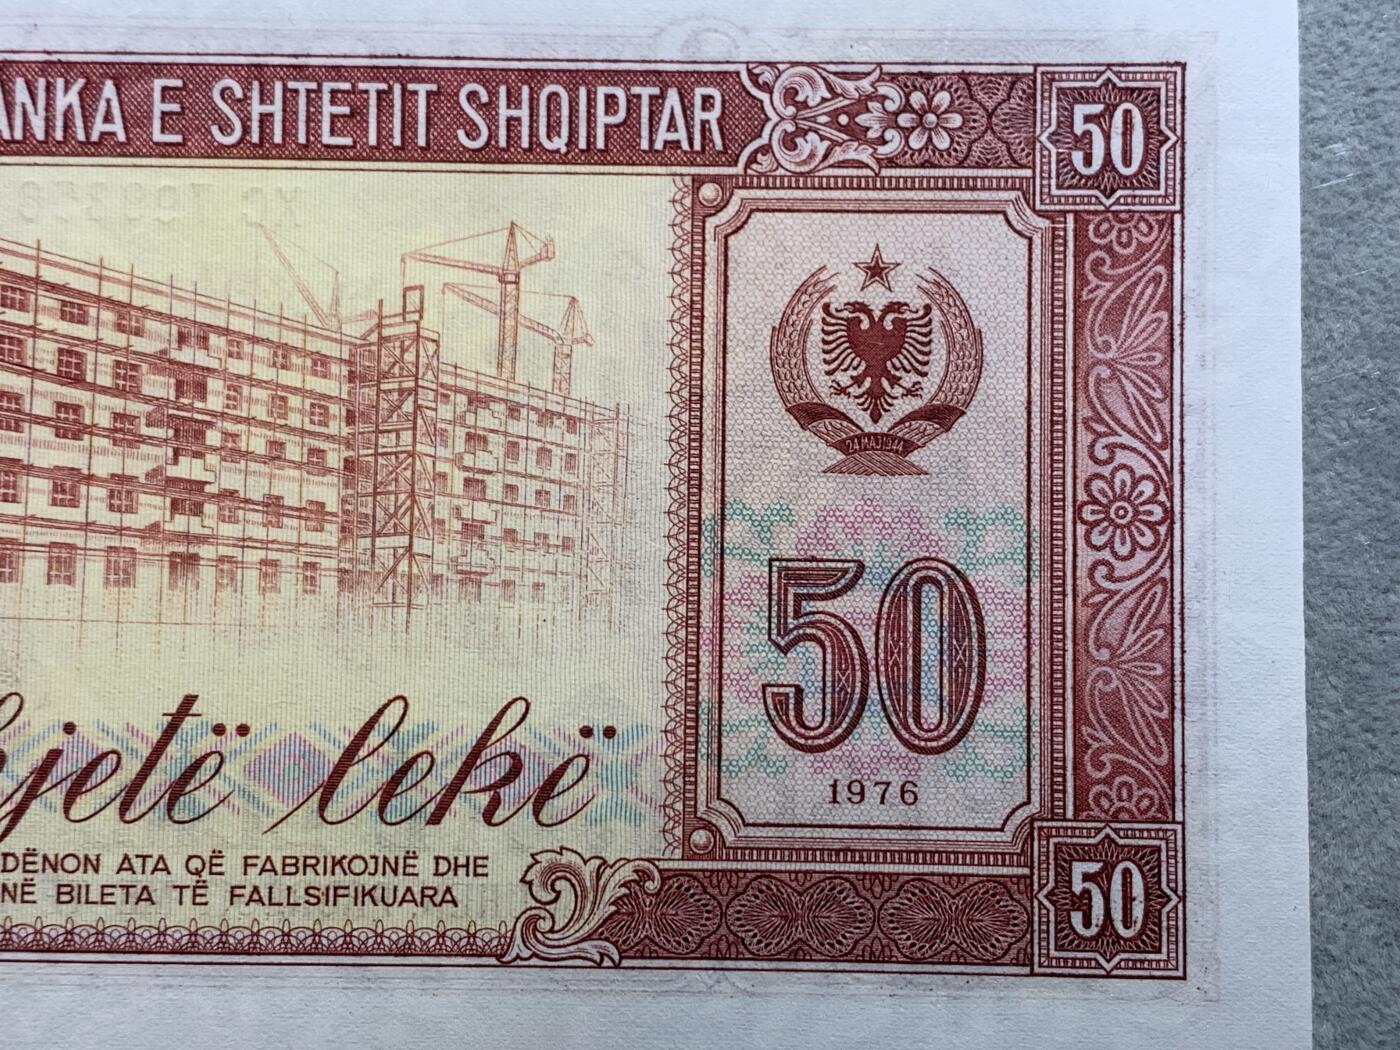 ANKA E SHTETIT SHQIPTAR
50
24 MAJ 1944
50
1976
hjetë lekë
DËNON ATA QË FABRIKOJNË DHE
NË BILETA TË FALLSIFIKUARA
50